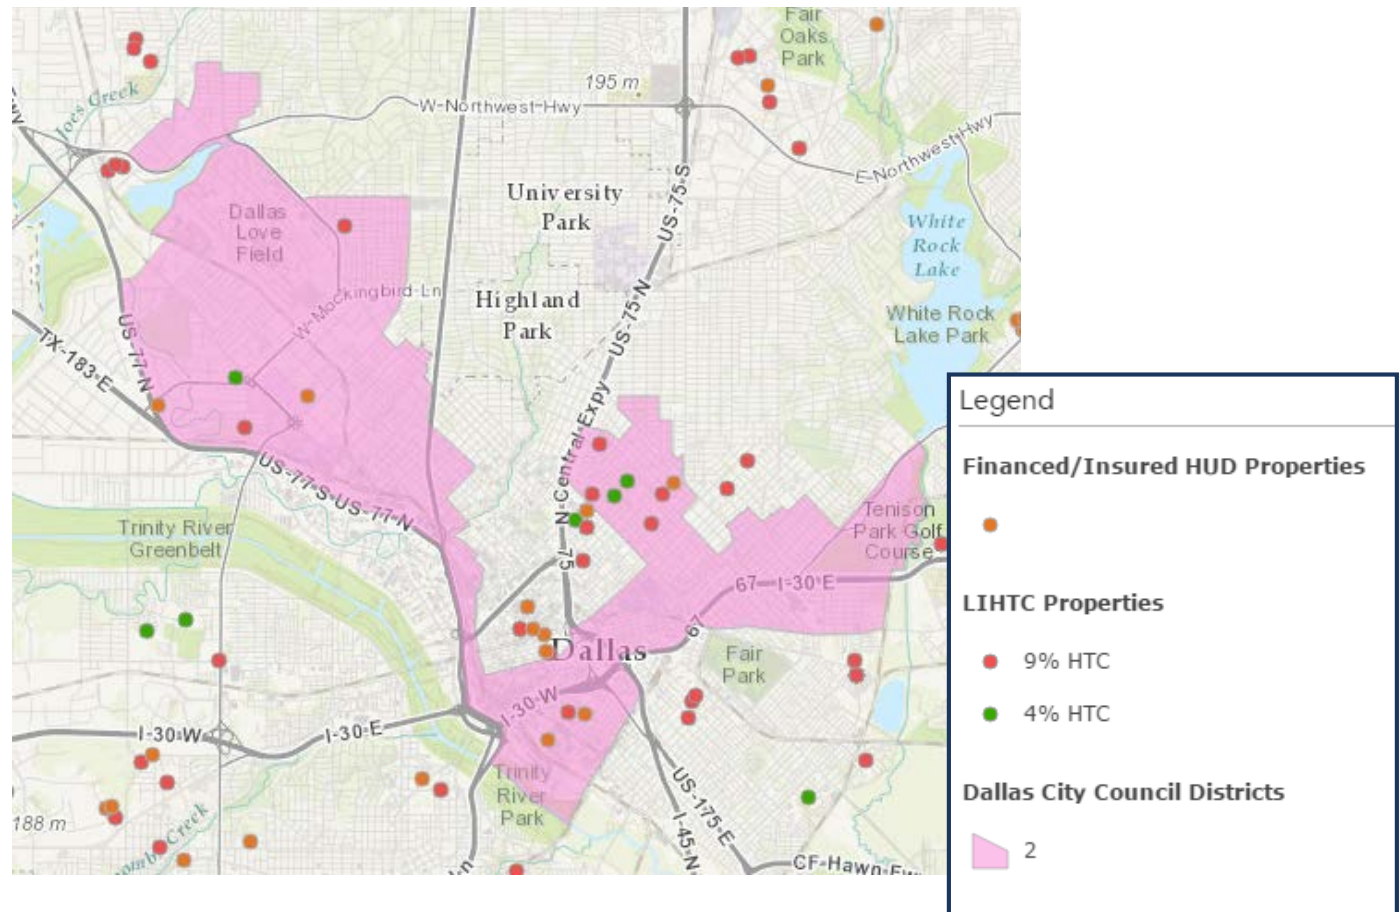 Fair
Oaks
Park
195 m
Joes Creek
W-Northwest-Hwy
E-Northwest-Hwy
US-75-S
University
Park
Dallas
Love
Field
White
Rock
Lake
W-Mockingbird-Ln
Highland
Park
US-75-N
White Rock
Lake Park
US-77-N
TX-183-E
N-Central-Expy
75
US-77-S-US-77-N
Trinity River
Greenbelt
Tenison
Park Golf
Course
67-I-30-E
67
Dallas
Fair
Park
I-30-W
I-30-W
I-30-E
Trinity
River
Park
US-175-E
I-45-N
188 m
Creek
CF-Hawn-Fwy
Legend
Financed/Insured HUD Properties
LIHTC Properties
9% HTC
4% HTC
Dallas City Council Districts
2